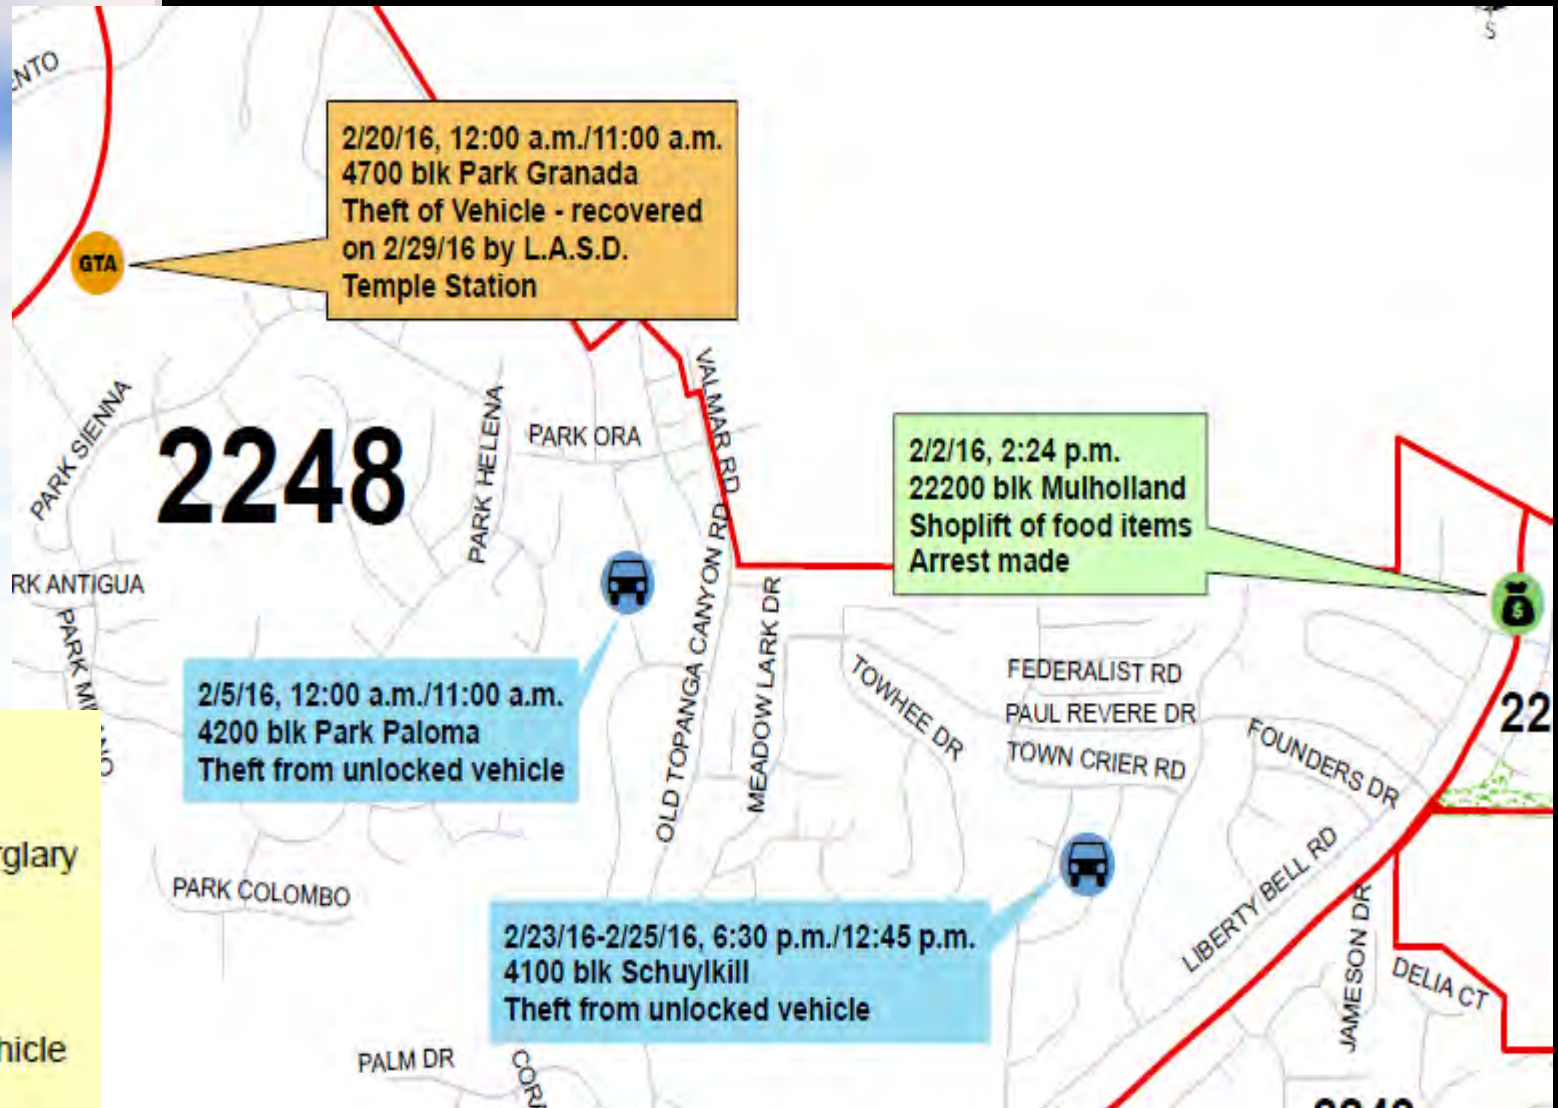 S
ENTO
2/20/16, 12:00 a.m./11:00 a.m.
4700 blk Park Granada
Theft of Vehicle - recovered
on 2/29/16 by L.A.S.D.
Temple Station
GTA
PARK SIENNA
2248
PARK HELENA
PARK ORA
VALMAR RD
2/2/16, 2:24 p.m.
22200 blk Mulholland
Shoplift of food items
Arrest made
$
RK ANTIGUA
PARK MI
NO
OLD TOPANGA CANYON RD
MEADOW LARK DR
2/5/16, 12:00 a.m./11:00 a.m.
4200 blk Park Paloma
Theft from unlocked vehicle
TOWHEE DR
FEDERALIST RD
PAUL REVERE DR
TOWN CRIER RD
FOUNDERS DR
22
rglary
PARK COLOMBO
LIBERTY BELL RD
2/23/16-2/25/16, 6:30 p.m./12:45 p.m.
4100 blk Schuylkill
Theft from unlocked vehicle
JAMESON DR
DELIA CT
hicle
PALM DR